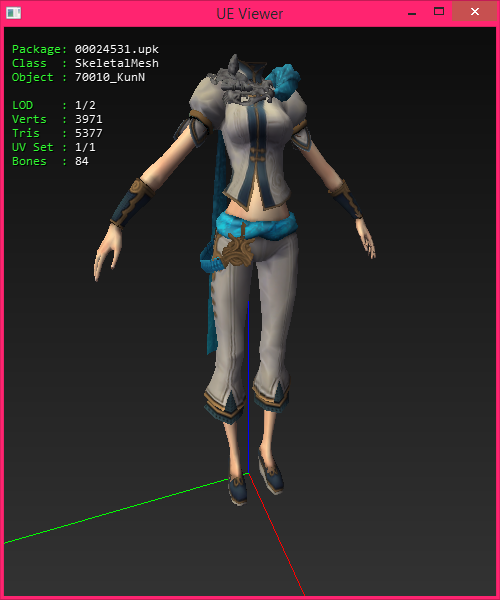 UE Viewer
Package: 00024531.upk
Class  : SkeletalMesh
Object : 70010_KunN
LOD    : 1/2
Verts  : 3971
Tris   : 5377
UV Set : 1/1
Bones  : 84